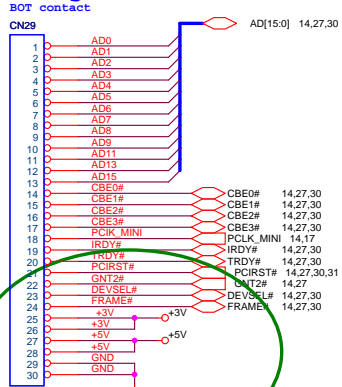 BOT contact
CN29
AD[15:0] 14,27,30
1 AD0
2 AD1
3 AD2
4 AD3
5 AD4
6 AD5
7 AD6
8 AD7
9 AD8
10 AD9
11 AD11
12 AD13
13 AD15
14 CBE0# CBE0# 14,27,30
15 CBE1# CBE1# 14,27,30
16 CBE2# CBE2# 14,27,30
17 CBE3# CBE3# 14,27,30
18 PCIK_MINI PCLK_MINI 14,17
19 IRDY# IRDY# 14,27,30
20 TRDY# TRDY# 14,27,30
21 PCIRST# PCIRST# 14,27,30,31
22 GNT2# GNT2# 14,27
23 DEVSEL# DEVSEL# 14,27,30
24 FRAME# FRAME# 14,27,30
25 +3V +3V
26 +3V
27 +5V +5V
28 +5V
29 GND
30 GND